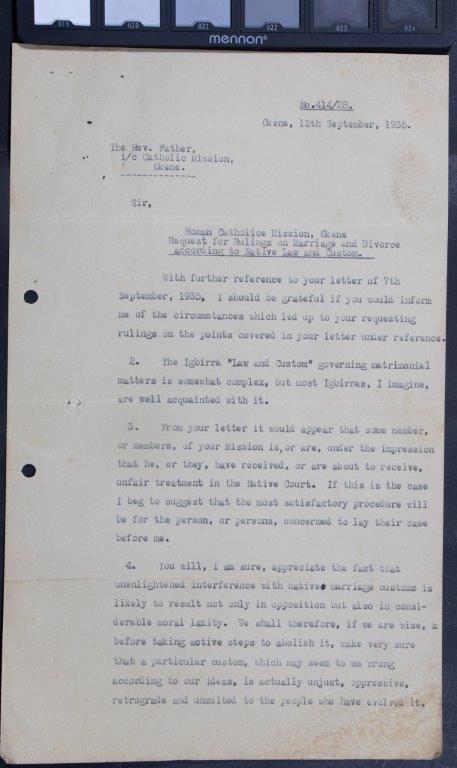 019 020 021 022 023 024
mennon®
No.414/28.
Okene, 12th September, 1935.
The Rev. Father,
i/c Catholic Mission,
Okene.
Sir,
Roman Catholics Mission, Okene
Request for Rulings on Marriage and Divorce
according to Native Law and Custom.
With further reference to your letter of 7th
September, 1935, I should be grateful if you would inform
me of the circumstances which led up to your requesting
rulings on the points covered in your letter under reference.
2. The Igbirra "Law and Custom" governing matrimonial
matters is somewhat complex, but most Igbirras, I imagine,
are well acquainted with it.
3. From your letter it would appear that some member,
or members, of your Mission is, or are, under the impression
that he, or they, have received, or are about to receive,
unfair treatment in the Native Court. If this is the case
I beg to suggest that the most satisfactory procedure will
be for the person, or persons, concerned to lay their case
before me.
4. You will, I am sure, appreciate the fact that
unenlightened interference with native marriage customs is
likely to result not only in opposition but also in consi-
derable moral laxity. We shall therefore, if we are wise,
before taking active steps to abolish it, make very sure
that a particular custom, which may seem to us wrong
according to our ideas, is actually unjust, oppressive,
retrograde and unsuited to the people who have evolved it.